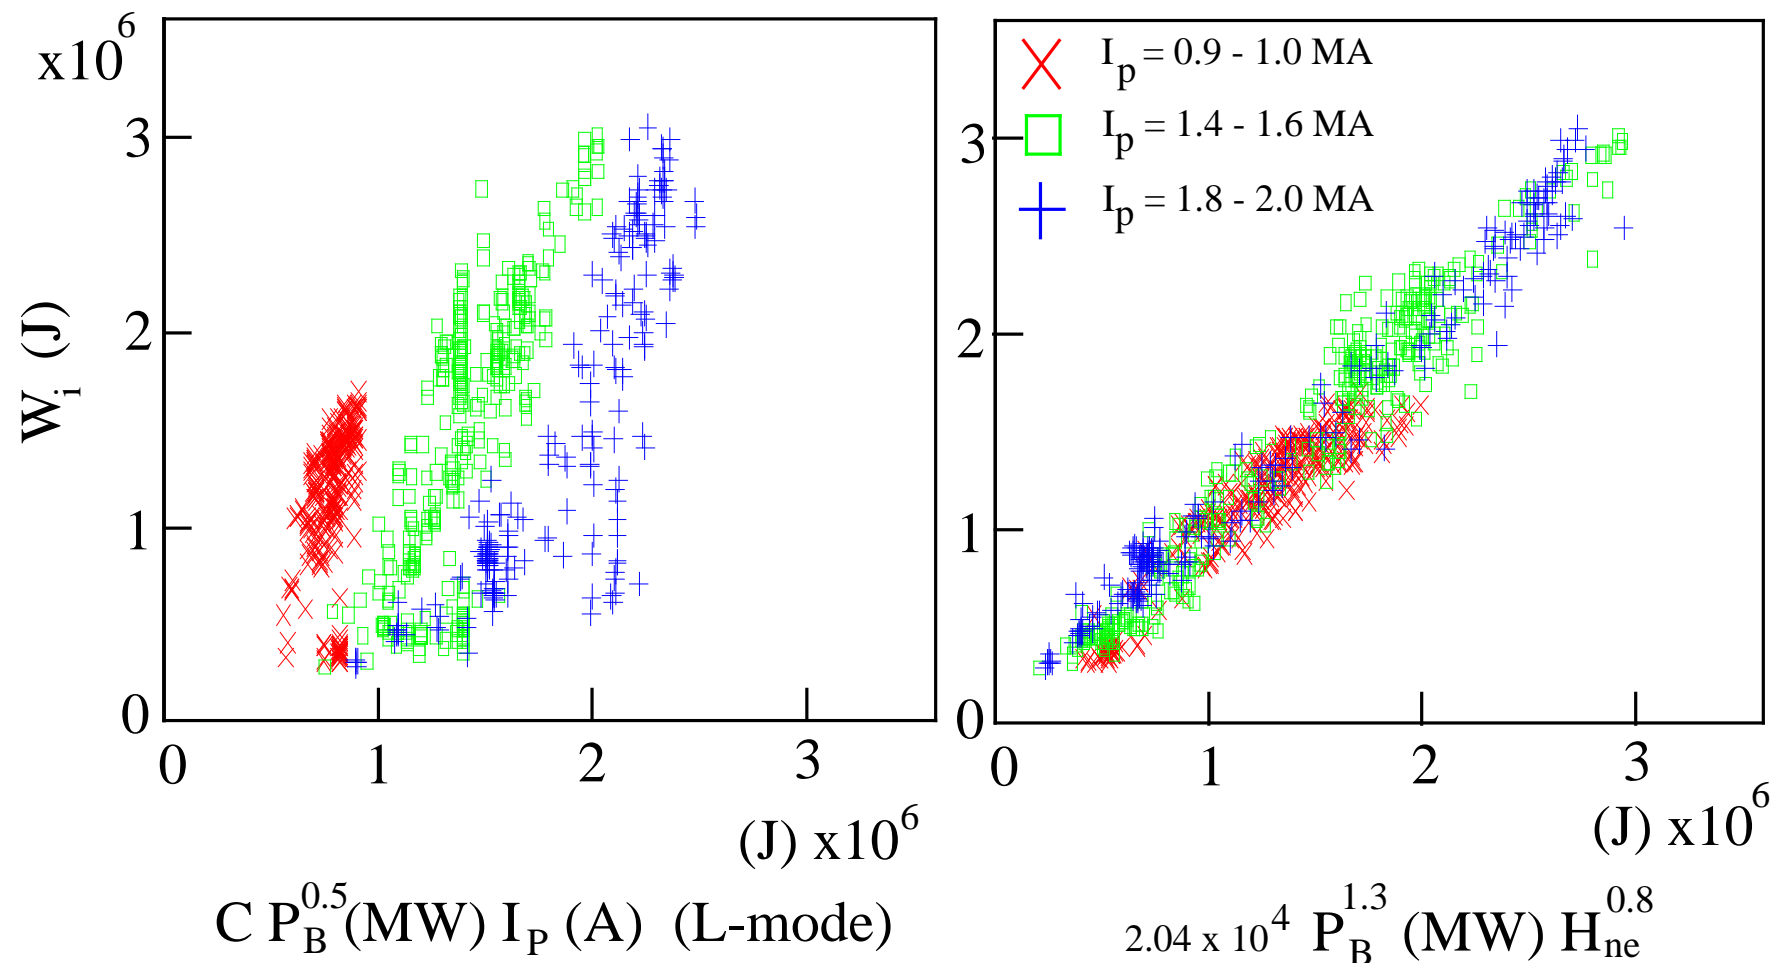 x10^6
3
2
1
0
W_i (J)
0 1 2 3
(J) x10^6
C P_B^0.5 (MW) I_P (A) (L-mode)
I_p = 0.9 - 1.0 MA
I_p = 1.4 - 1.6 MA
I_p = 1.8 - 2.0 MA
3
2
1
0
0 1 2 3
(J) x10^6
2.04 x 10^4 P_B^1.3 (MW) H_ne^0.8